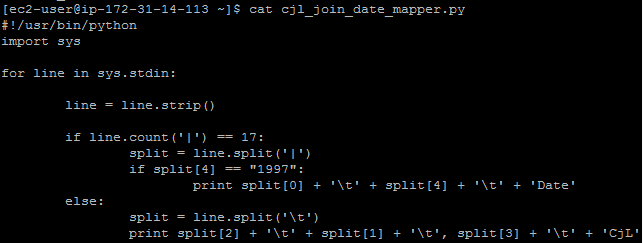 [ec2-user@ip-172-31-14-113 ~]$ cat cjl_join_date_mapper.py
#!/usr/bin/python
import sys
for line in sys.stdin:
line = line.strip()
if line.count('|') == 17:
split = line.split('|')
if split[4] == "1997":
print split[0] + '\t' + split[4] + '\t' + 'Date'
else:
split = line.split('\t')
print split[2] + '\t' + split[1] + '\t', split[3] + '\t' + 'CjL'